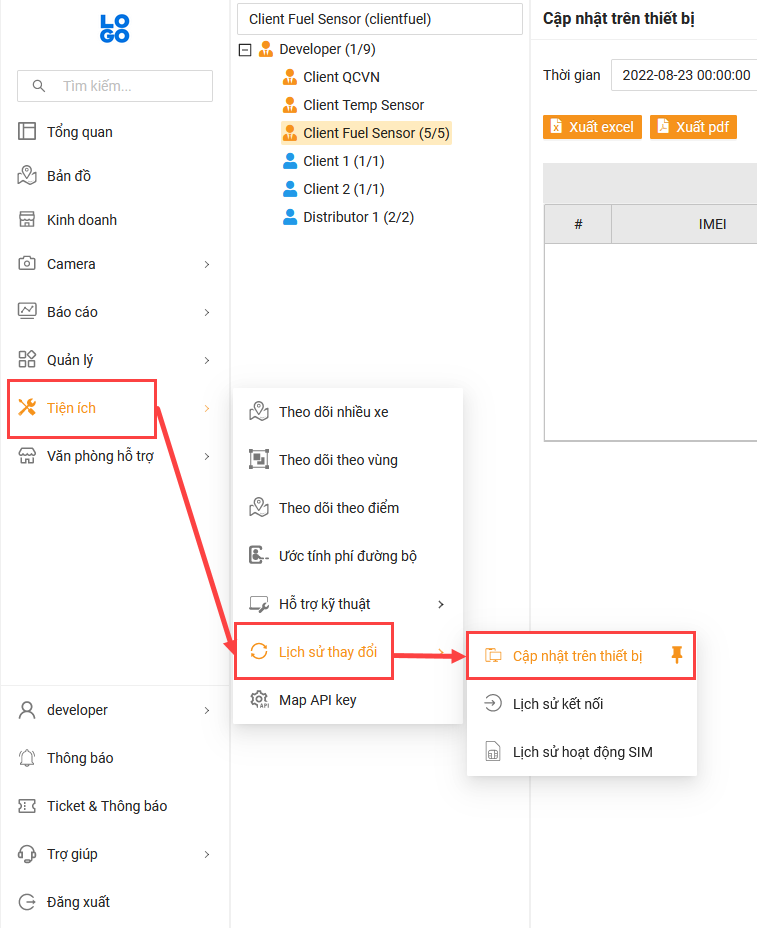 LO
GO
Tìm kiếm...
Tổng quan
Bản đồ
Kinh doanh
Camera
Báo cáo
Quản lý
Tiện ích
Văn phòng hỗ trợ
developer
Thông báo
Ticket & Thông báo
Trợ giúp
Đăng xuất
Client Fuel Sensor (clientfuel)
Developer (1/9)
Client QCVN
Client Temp Sensor
Client Fuel Sensor (5/5)
Client 1 (1/1)
Client 2 (1/1)
Distributor 1 (2/2)
Theo dõi nhiều xe
Theo dõi theo vùng
Theo dõi theo điểm
Ước tính phí đường bộ
Hỗ trợ kỹ thuật
Lịch sử thay đổi
API Map API key
Cập nhật trên thiết bị
Lịch sử kết nối
Lịch sử hoạt động SIM
Cập nhật trên thiết bị
Thời gian 2022-08-23 00:00:00
Xuất excel Xuất pdf
# IMEI